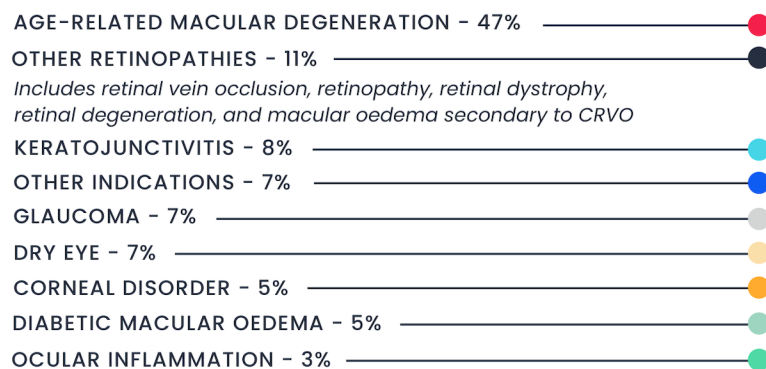 AGE-RELATED MACULAR DEGENERATION - 47%
OTHER RETINOPATHIES - 11%
Includes retinal vein occlusion, retinopathy, retinal dystrophy,
retinal degeneration, and macular oedema secondary to CRVO
KERATOJUNCTIVITIS - 8%
OTHER INDICATIONS - 7%
GLAUCOMA - 7%
DRY EYE - 7%
CORNEAL DISORDER - 5%
DIABETIC MACULAR OEDEMA - 5%
OCULAR INFLAMMATION - 3%